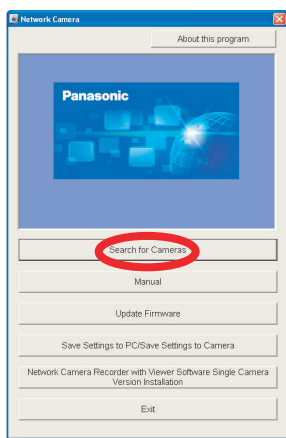 Network Camera
About this program
Panasonic
Search for Cameras
Manual
Update Firmware
Save Settings to PC/Save Settings to Camera
Network Camera Recorder with Viewer Software Single Camera
Version Installation
Exit